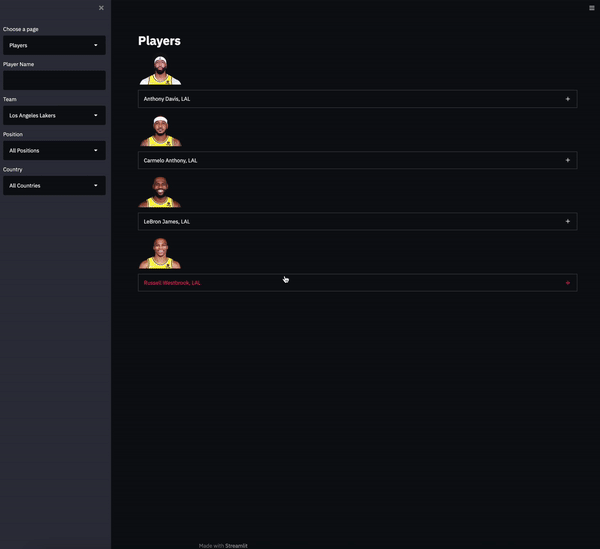 Choose a page
Players
Player Name
Team
Los Angeles Lakers
Position
All Positions
Country
All Countries
Players
Anthony Davis, LAL
Carmelo Anthony, LAL
LeBron James, LAL
Russell Westbrook, LAL
Made with Streamlit